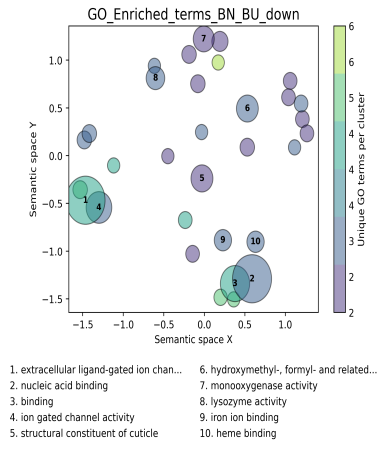 GO_Enriched_terms_BN_BU_down
Semantic space Y
1.0
0.5
0.0
−0.5
−1.0
−1.5
−1.5 −1.0 −0.5 0.0 0.5 1.0
Semantic space X
7
8
6
5
1
4
9
10
3
2
6
6
5
5
4
4
3
2
2
Unique GO terms per cluster
1. extracellular ligand-gated ion chan...
2. nucleic acid binding
3. binding
4. ion gated channel activity
5. structural constituent of cuticle
6. hydroxymethyl-, formyl- and related...
7. monooxygenase activity
8. lysozyme activity
9. iron ion binding
10. heme binding